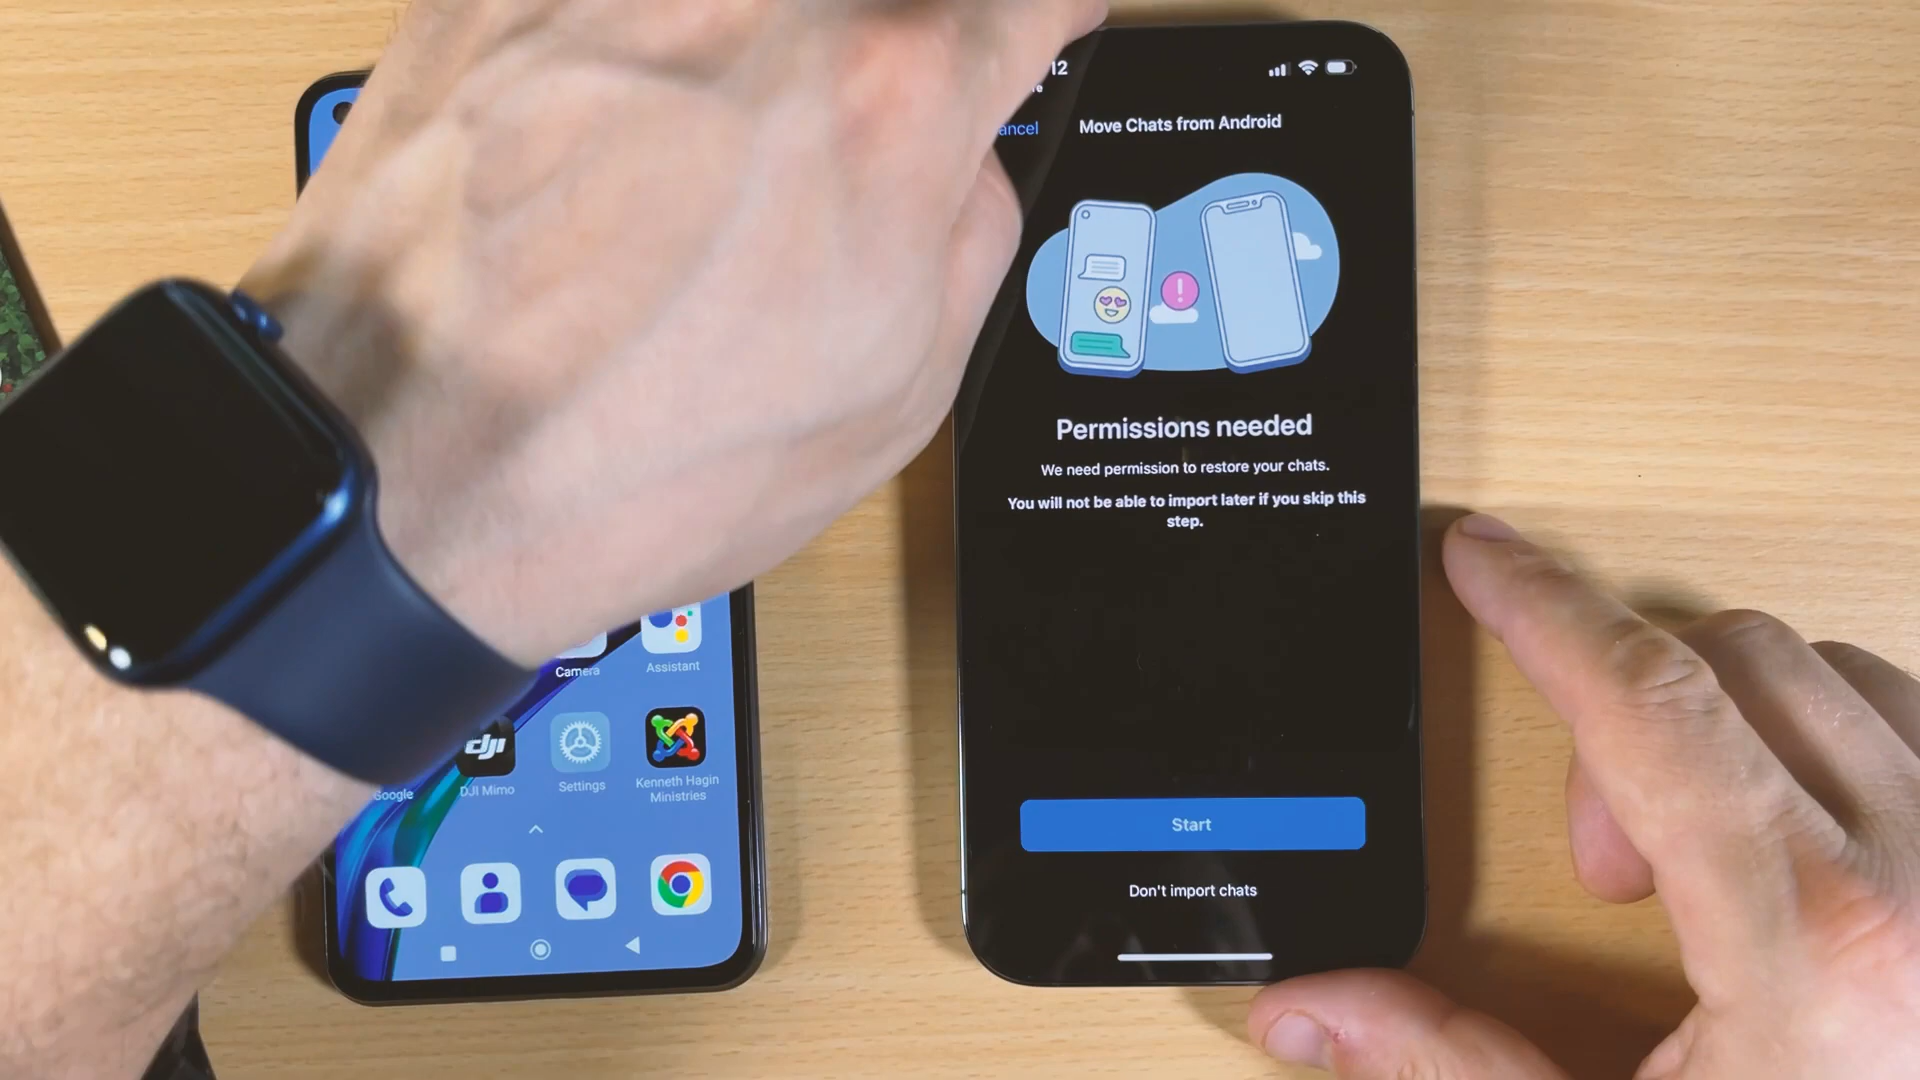 12
ancel
Move Chats from Android
Permissions needed
We need permission to restore your chats.
You will not be able to import later if you skip this
step.
Start
Don't import chats
Camera
Assistant
dji
Google
DJI Mimo
Settings
Kenneth Hagin
Ministries